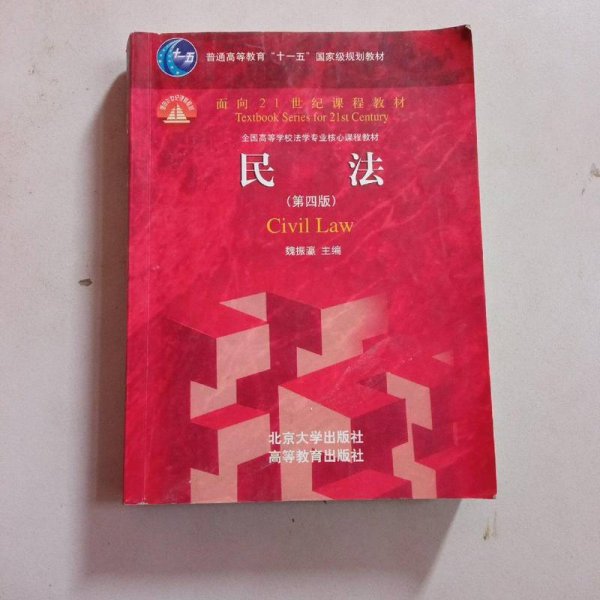 十一五
普通高等教育“十一五”国家级规划教材
面向21世纪课程教材
Textbook Series for 21st Century
全国高等学校法学专业核心课程教材
民 法
(第四版)
Civil Law
魏振瀛 主编
北京大学出版社
高等教育出版社